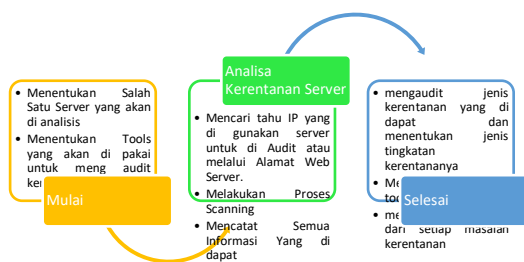 • Menentukan Salah
Satu Server yang akan
di analisis
• Menentukan Tools
yang akan di pakai
untuk meng audit
Mulai
Analisa
Kerentanan Server
• Mencari tahu IP yang
di gunakan server
untuk di Audit atau
melalui Alamat Web
Server.
• Melakukan Proses
Scanning
• Mencatat Semua
Informasi Yang di
dapat
• mengaudit jenis
kerentanan yang di
dapat dan
menentukan jenis
tingkatan
kerentananya
Selesai
dari setiap masalah
kerentanan